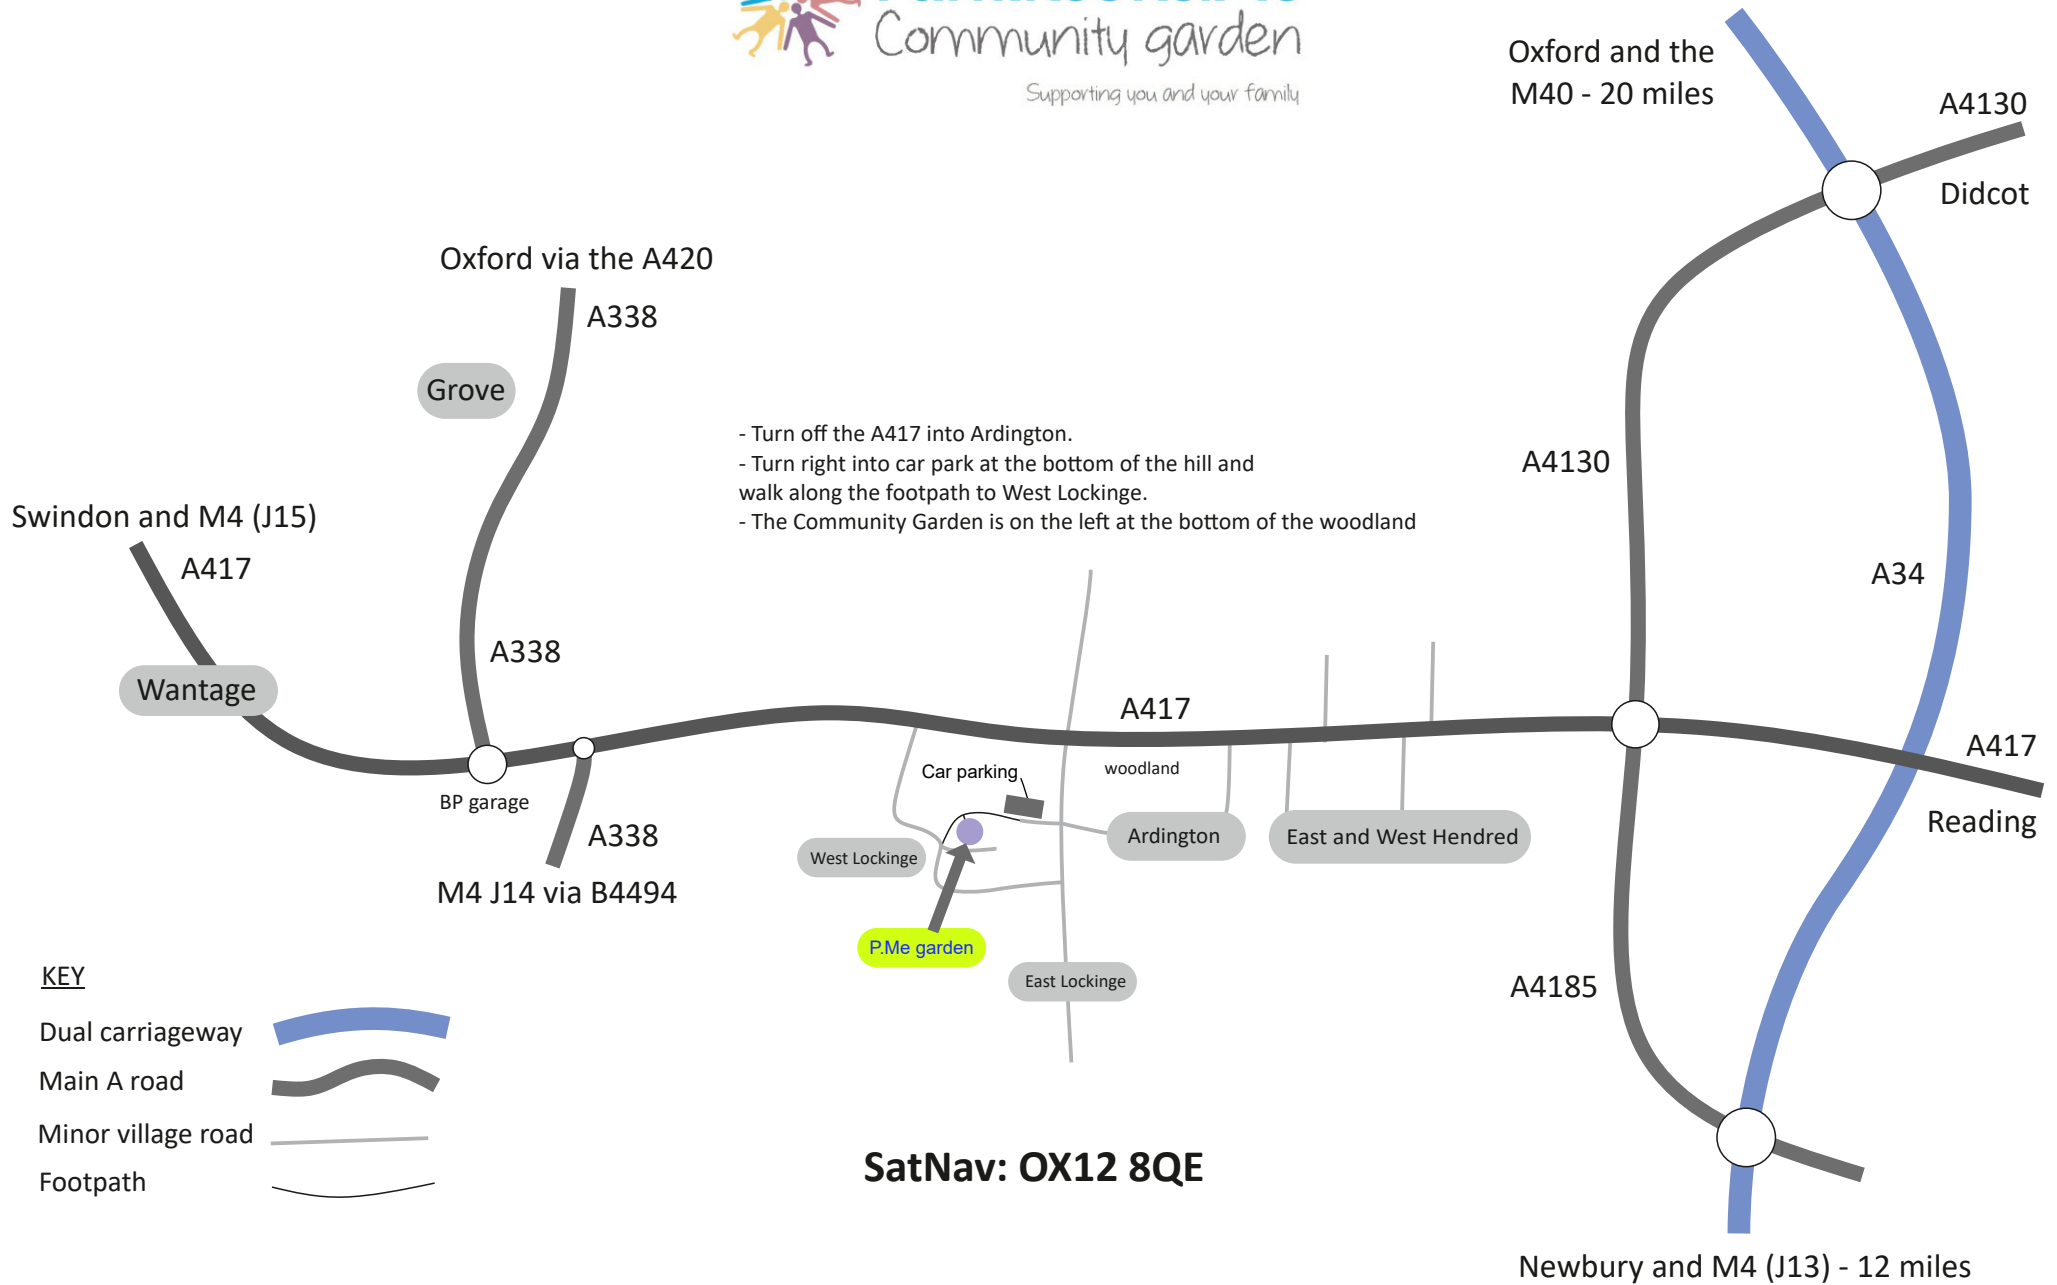 Community garden
Supporting you and your family
Oxford and the
M40 - 20 miles
A4130
Didcot
Oxford via the A420
A338
Grove
- Turn off the A417 into Ardington.
- Turn right into car park at the bottom of the hill and
walk along the footpath to West Lockinge.
- The Community Garden is on the left at the bottom of the woodland
A4130
Swindon and M4 (J15)
A417
A34
A338
Wantage
A417
A417
Car parking
woodland
BP garage
Reading
A338
Ardington
East and West Hendred
West Lockinge
M4 J14 via B4494
P.Me garden
East Lockinge
A4185
KEY
Dual carriageway
Main A road
Minor village road
Footpath
SatNav: OX12 8QE
Newbury and M4 (J13) - 12 miles